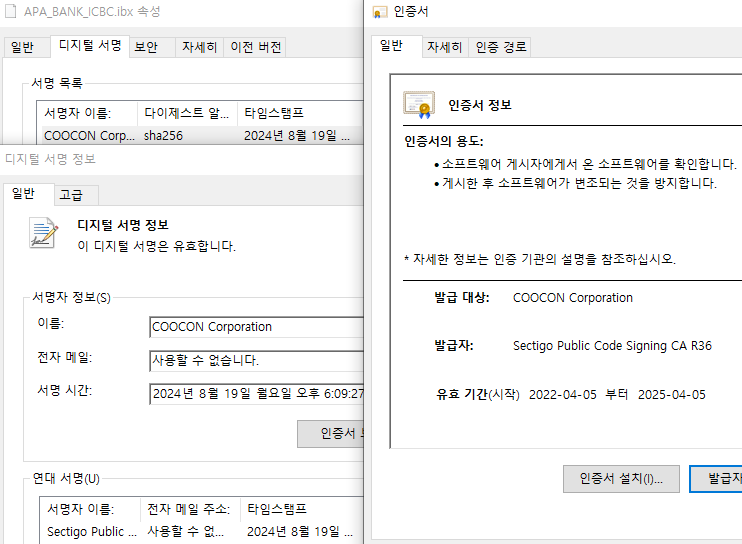 APA_BANK_ICBC.ibx 속성
일반 디지털 서명 보안 자세히 이전 버전
서명 목록
서명자 이름: 다이제스트 알... 타임스탬프
COOCON Corp... sha256 2024년 8월 19일 ...
디지털 서명 정보
일반 고급
디지털 서명 정보
이 디지털 서명은 유효합니다.
서명자 정보(S)
이름: COOCON Corporation
전자 메일: 사용할 수 없습니다.
서명 시간: 2024년 8월 19일 월요일 오후 6:09:27
인증서
연대 서명(U)
서명자 이름: 전자 메일 주소: 타임스탬프
Sectigo Public ... 사용할 수 없... 2024년 8월 19일 ...
인증서
일반 자세히 인증 경로
인증서 정보
인증서의 용도:
• 소프트웨어 게시자에게서 온 소프트웨어를 확인합니다.
• 게시한 후 소프트웨어가 변조되는 것을 방지합니다.
* 자세한 정보는 인증 기관의 설명을 참조하십시오.
발급 대상: COOCON Corporation
발급자: Sectigo Public Code Signing CA R36
유효 기간(시작) 2022-04-05 부터 2025-04-05
인증서 설치(I)... 발급자